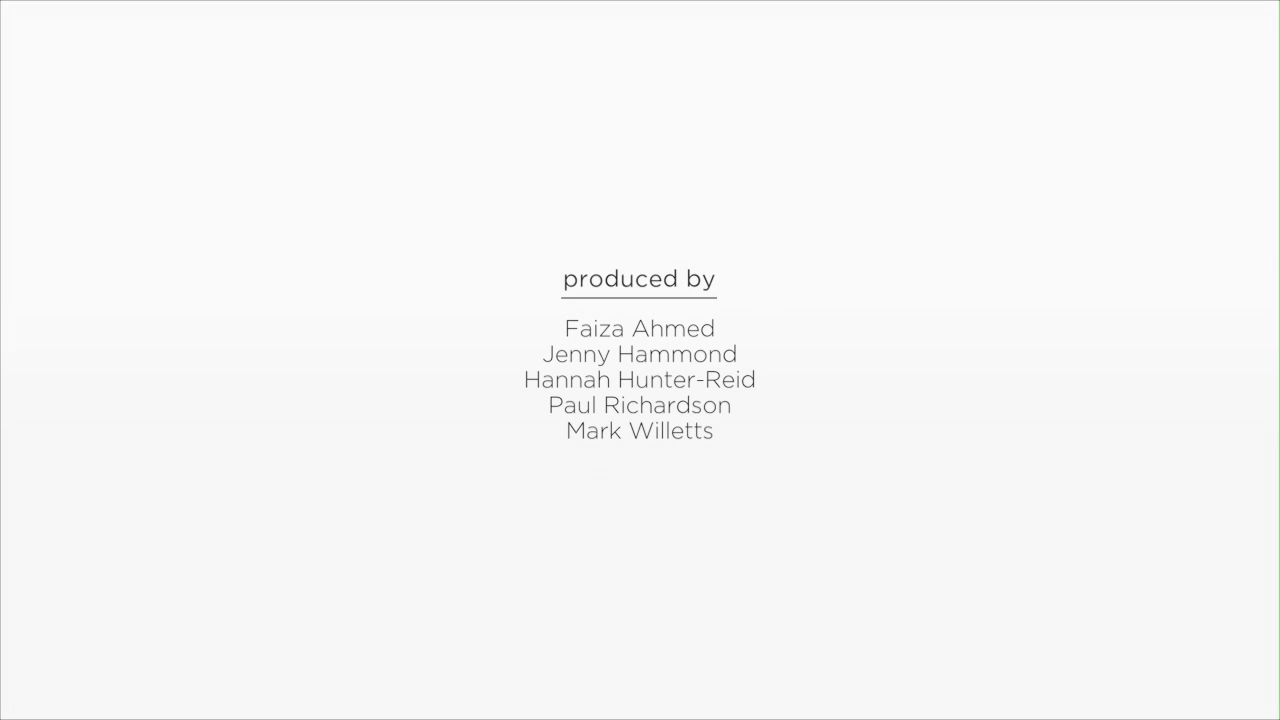 produced by
Faiza Ahmed
Jenny Hammond
Hannah Hunter-Reid
Paul Richardson
Mark Willetts